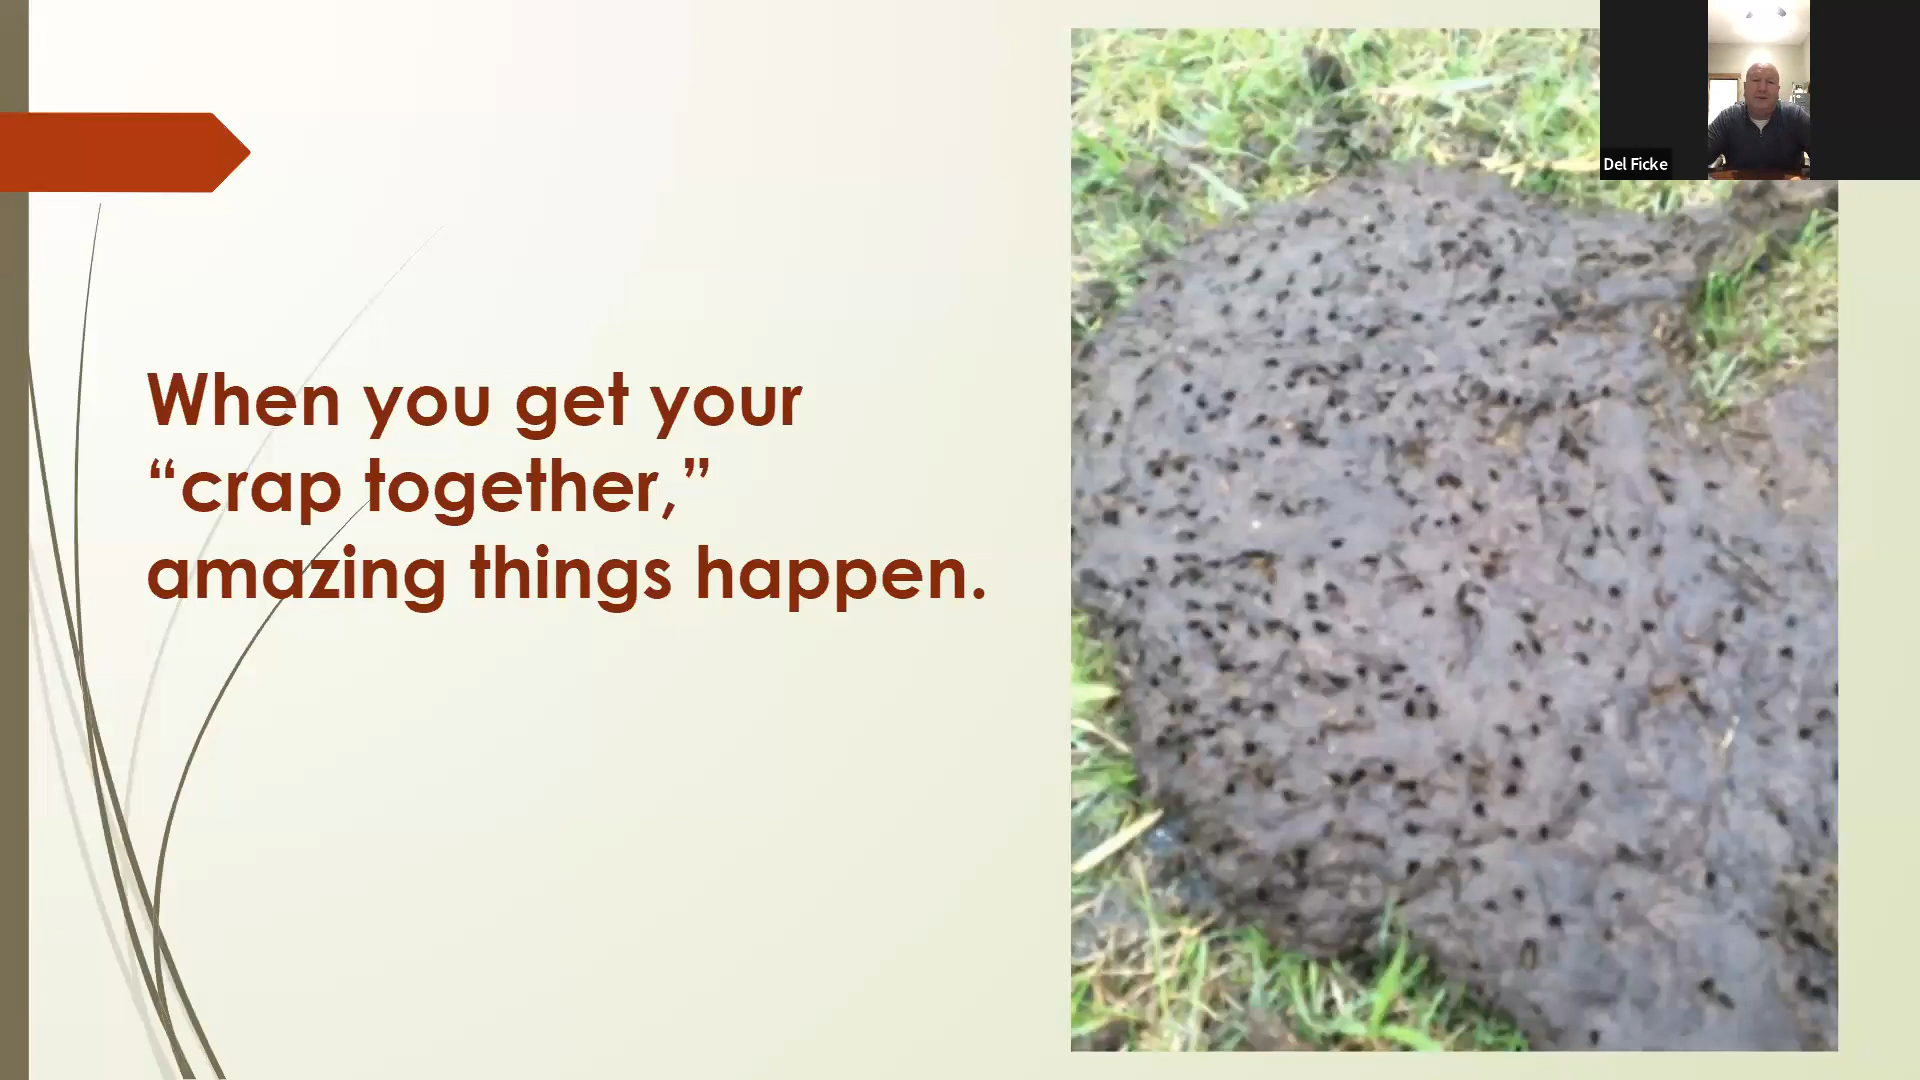 When you get your
“crap together,”
amazing things happen.
Del Ficke